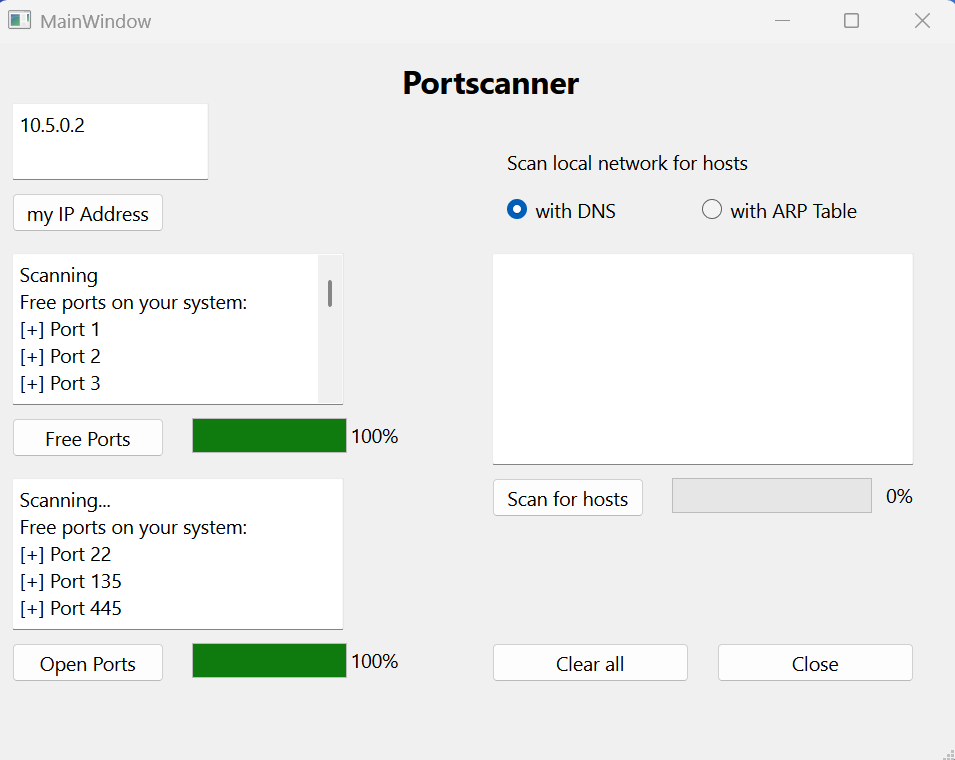 MainWindow
Portscanner
10.5.0.2
my IP Address
Scan local network for hosts
with DNS
with ARP Table
Scanning
Free ports on your system:
[+] Port 1
[+] Port 2
[+] Port 3
Free Ports
100%
Scanning...
Free ports on your system:
[+] Port 22
[+] Port 135
[+] Port 445
Open Ports
100%
Scan for hosts
0%
Clear all
Close